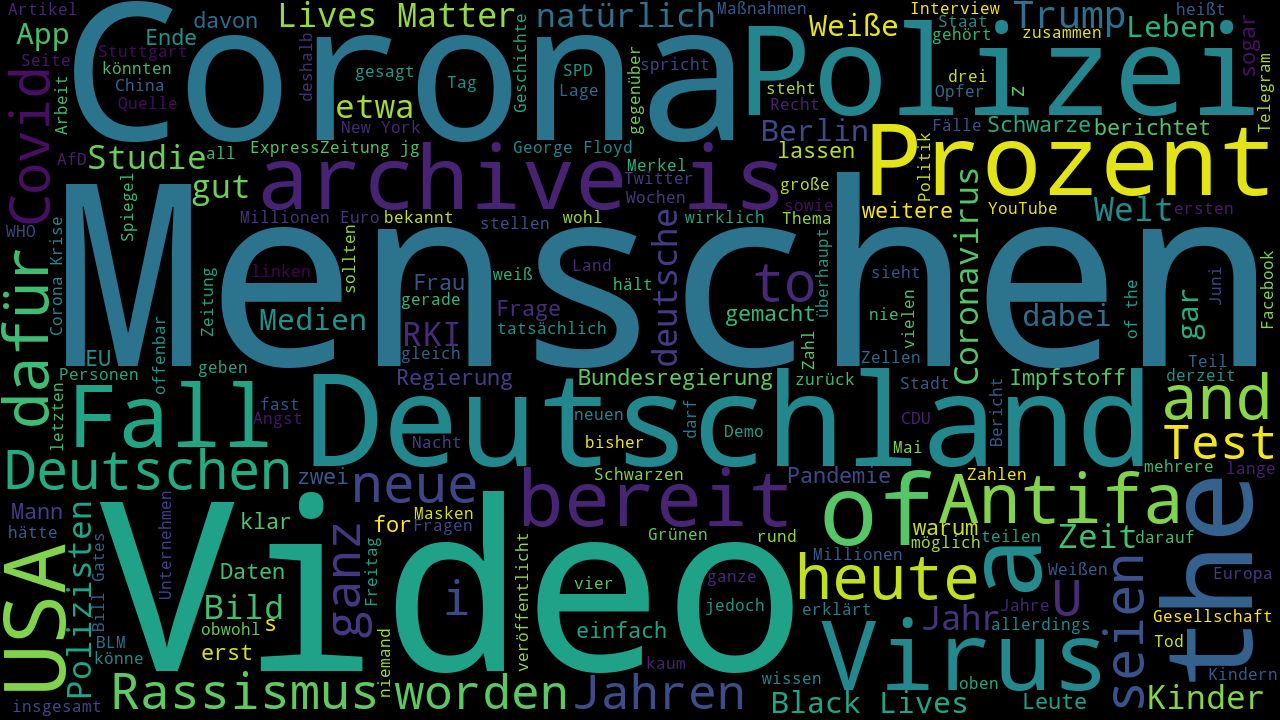 Artikel
davon
Lives Matter
natürlich
Maßnahmen
Interview
Trump
heißt
App
Ende
Corona
Polizei
Weiße
Staat
gehört
zusammen
Leben
sogar
Seite
Stuttgart
könnten
China
Quelle
Arbeit
deshalb
gesagt
etwa
New York
Tag
Geschichte
SPD
Lage
gegenüber
spricht
steht
Recht
drei
Opfer
z
Telegram
Covid
AfD
Studie
all
ExpressZeitung jg
George Floyd
Berlin
lassen
Fälle
Schwarze
berichtet
gut
archive is
Merkel
Twitter
Wochen
große
Politik
Prozent
WHO
Corona Krise
Spiegel
Millionen Euro
bekannt
stellen
wohl
wirklich
sowie
Thema
weitere
YouTube
Welt
ersten
Menschen
dafür
Zeitung
linken
sollten
Frau
gerade
weiß
Land
hält
deutsche
to
überhaupt
sieht
Coronavirus
dabei
of the
gar
Juni
Facebook
Medien
RKI
Frage
tatsächlich
gemacht
nie
vielen
EU
Personen
offenbar
geben
gleich
Zahl
Zellen
Teil
derzeit
letzten
Fall
fast
Angst
Regierung
Bundesregierung
zurück
Stadt
Impfstoff
Deutschland
and
Nacht
neuen
bisher
darf
Demo
CDU
Mai
Bericht
Test
Deutschen
zwei
neue
Schwarzen
Pandemie
Zahlen
mehrere
lange
Mann
hätte
Polizisten
Unternehmen
klar
ganz
for
Masken
Fragen
bereit
Grünen
rund
of
Antifa
warum
möglich
teilen
Zeit
darauf
the
USA
Bill Gates
Daten
Freitag
Video
veröffentlicht
vier
ganze
Millionen
heute
a
Weißen
Europa
BLM
könne
Bild
obwohl
s
i
einfach
jedoch
erklärt
Jahr
Jahre
U
allerdings
seien
Gesellschaft
erst
niemand
kaum
wissen
Virus
oben
Tod
Kindern
insgesamt
Rassismus
worden
Jahren
Black Lives
Leute
Kinder